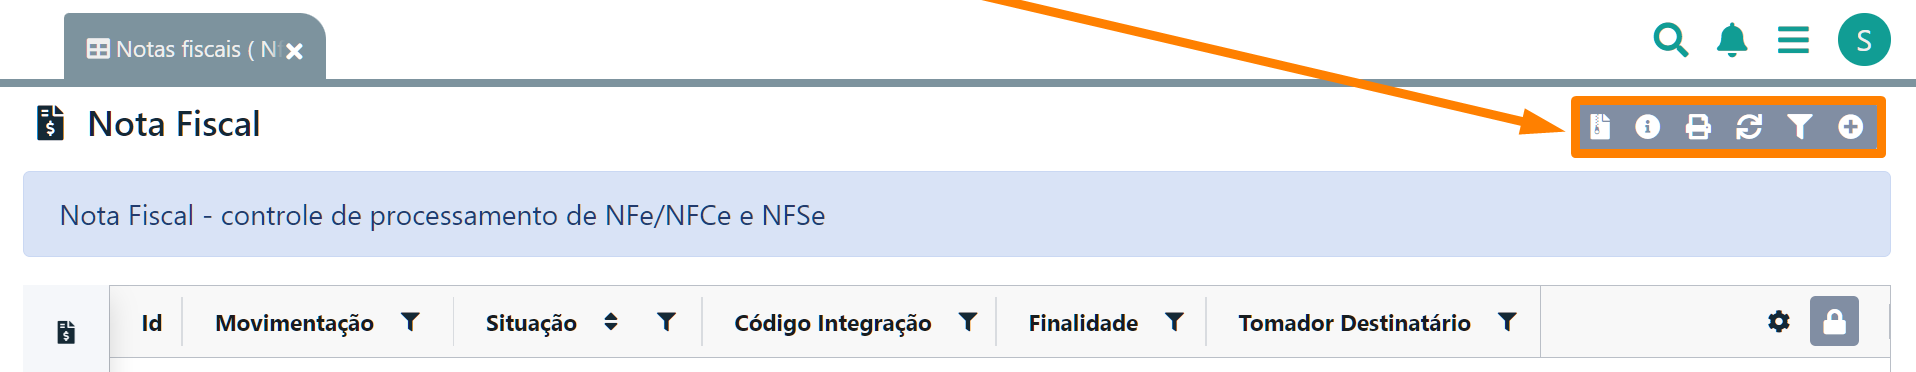 Notas fiscais ( Nf
S
Nota Fiscal
Nota Fiscal - controle de processamento de NFe/NFCe e NFSe
Id Movimentação Situação Código Integração Finalidade Tomador Destinatário